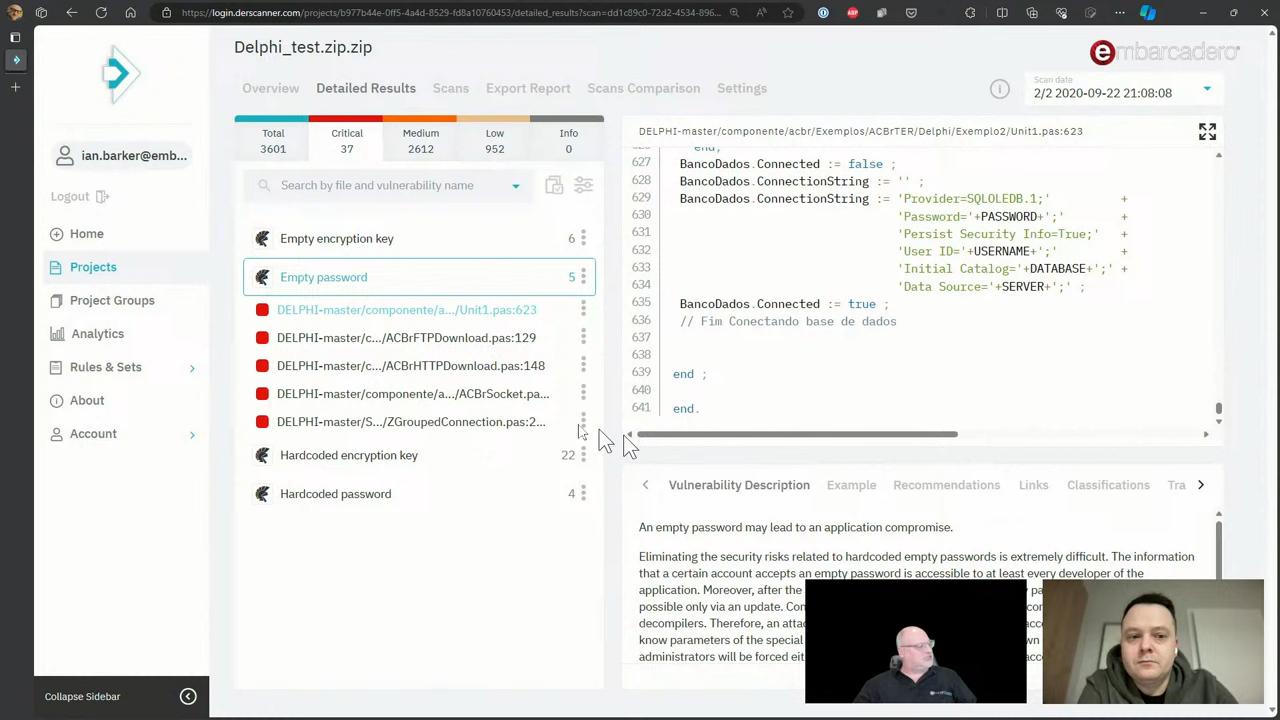 https://login.derscanner.com/projects/b977b44e-0ff5-4a4d-8529-fd8a10760453/detailed_results?scan=dd1c89c0-72d2-4534-896...
Delphi_test.zip.zip
embarcadero
Overview
Detailed Results
Scans
Export Report
Scans Comparison
Settings
Scan date
2/2 2020-09-22 21:08:08
ian.barker@emb...
Logout
Home
Projects
Project Groups
Analytics
Rules & Sets
About
Account
Collapse Sidebar
Total
3601
Critical
37
Medium
2612
Low
952
Info
0
Search by file and vulnerability name
Empty encryption key 6
Empty password 5
DELPHI-master/componente/a.../Unit1.pas:623
DELPHI-master/c.../ACBrFTPDownload.pas:129
DELPHI-master/c.../ACBrHTTPDownload.pas:148
DELPHI-master/componente/a.../ACBrSocket.pa...
DELPHI-master/S.../ZGroupedConnection.pas:2...
Hardcoded encryption key 22
Hardcoded password 4
DELPHI-master/componente/acbr/Exemplos/ACBrTER/Delphi/Exemplo2/Unit1.pas:623
626 end;
627 BancoDados.Connected := false ;
628 BancoDados.ConnectionString := '' ;
629 BancoDados.ConnectionString := 'Provider=SQLOLEDB.1;' +
630 'Password='+PASSWORD+';' +
631 'Persist Security Info=True;' +
632 'User ID='+USERNAME+';' +
633 'Initial Catalog='+DATABASE+';' +
634 'Data Source='+SERVER+';' ;
635 BancoDados.Connected := true ;
636 // Fim Conectando base de dados
637
638
639 end ;
640
641 end.
Vulnerability Description
Example
Recommendations
Links
Classifications
Tra
An empty password may lead to an application compromise.
Eliminating the security risks related to hardcoded empty passwords is extremely difficult. The information
that a certain account accepts an empty password is accessible to at least every developer of the
application. Moreover, after the
possible only via an update.
decompilers. Therefore, an
know parameters of the special
administrators will be forced